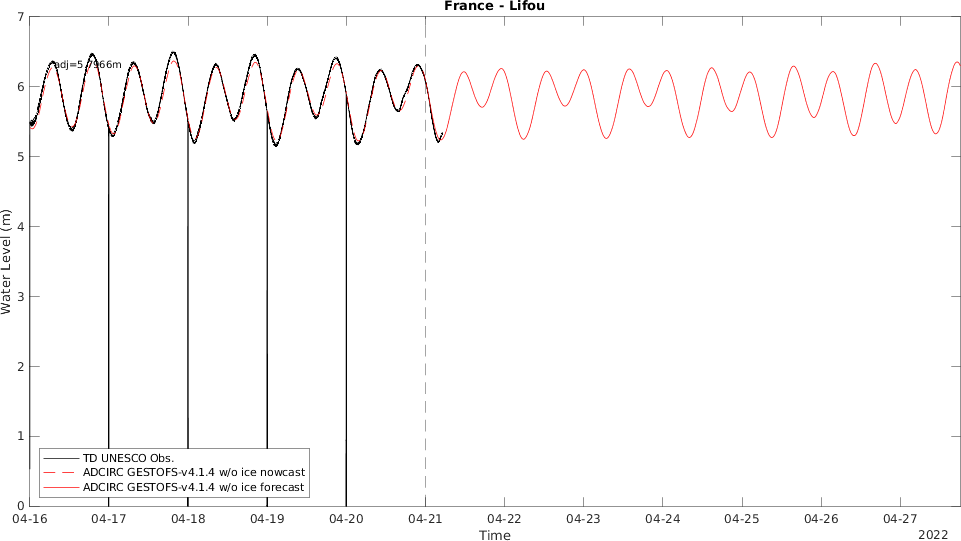 France - Lifou
7
adj=5.7966m
6
5
4
Water Level (m)
3
2
1
TD UNESCO Obs.
ADCIRC GESTOFS-v4.1.4 w/o ice nowcast
ADCIRC GESTOFS-v4.1.4 w/o ice forecast
0
04-16 04-17 04-18 04-19 04-20 04-21 04-22 04-23 04-24 04-25 04-26 04-27
Time
2022